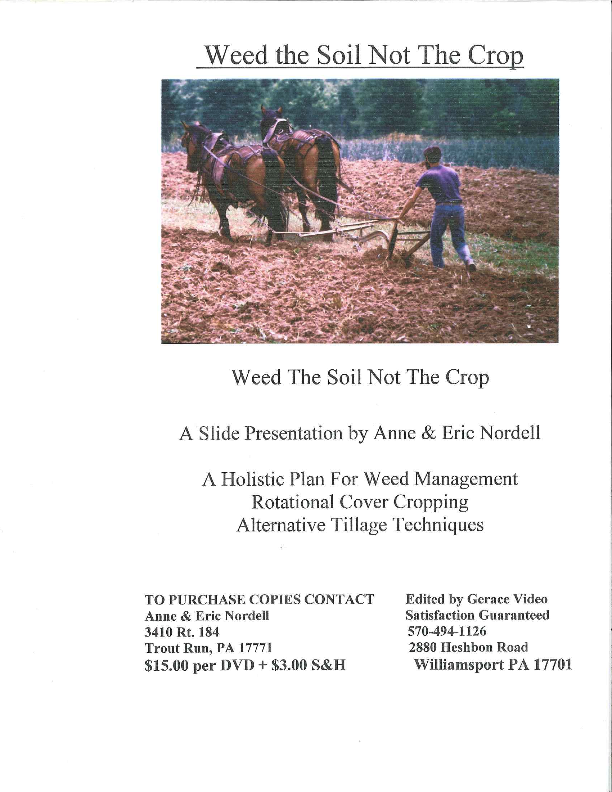 Weed the Soil Not The Crop
Weed The Soil Not The Crop
A Slide Presentation by Anne & Eric Nordell
A Holistic Plan For Weed Management
Rotational Cover Cropping
Alternative Tillage Techniques
TO PURCHASE COPIES CONTACT
Anne & Eric Nordell
3410 Rt. 184
Trout Run, PA 17771
$15.00 per DVD + $3.00 S&H
Edited by Gerace Video
Satisfaction Guaranteed
570-494-1126
2880 Heshbon Road
Williamsport PA 17701